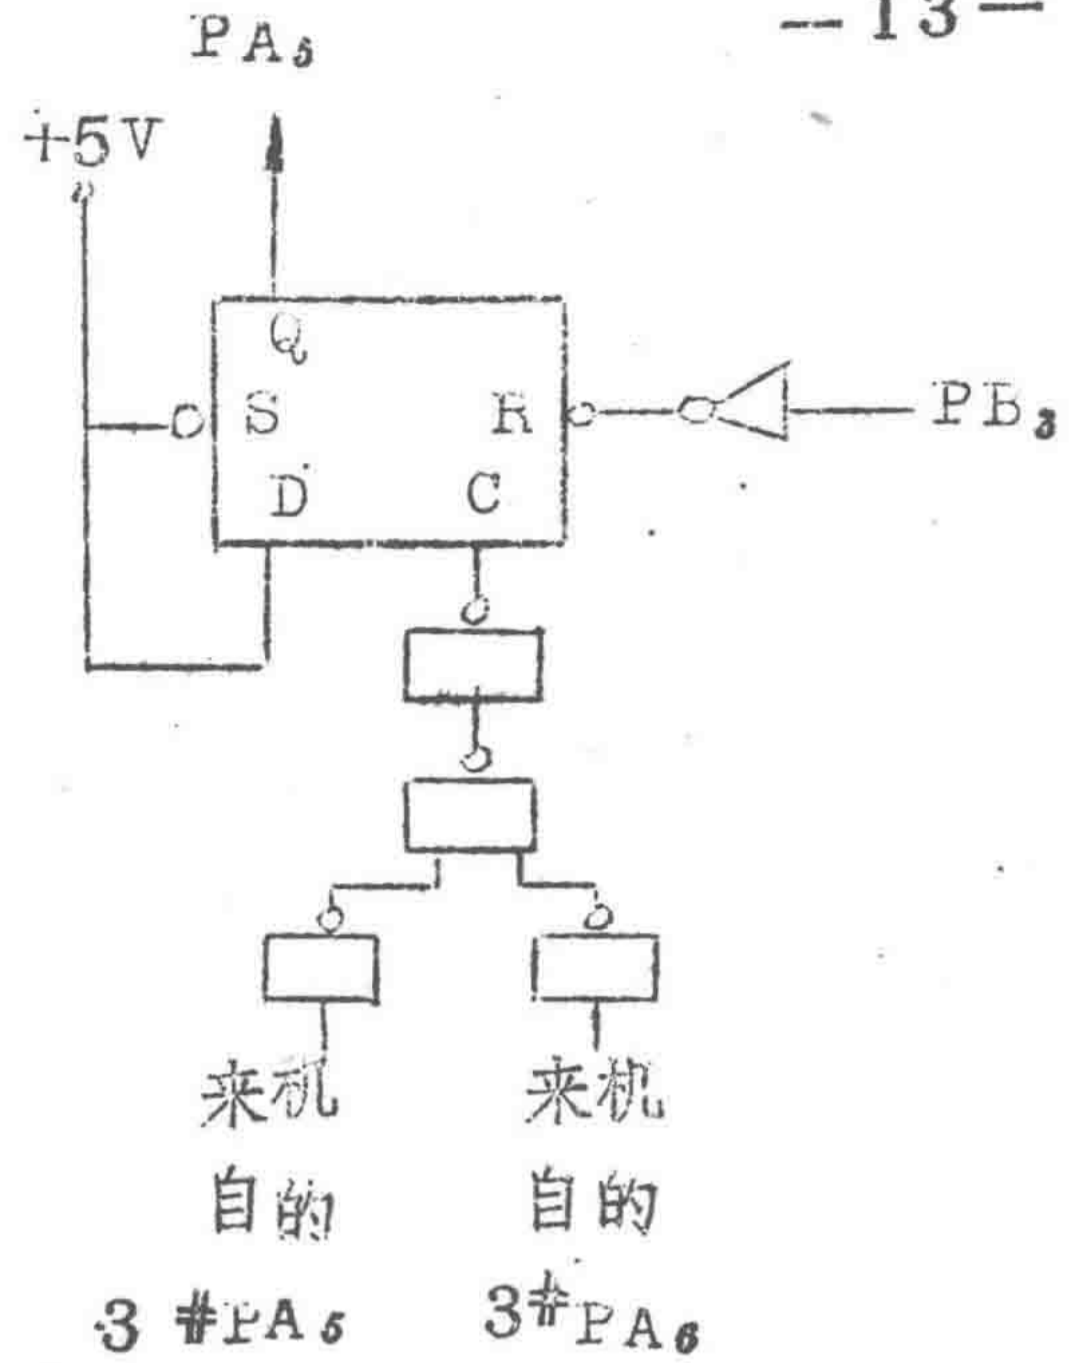 —13—
PA₅
+5V
Q
S R
D C
PB₃
来机 来机
自的 自的
3#PA₅ 3#PA₆